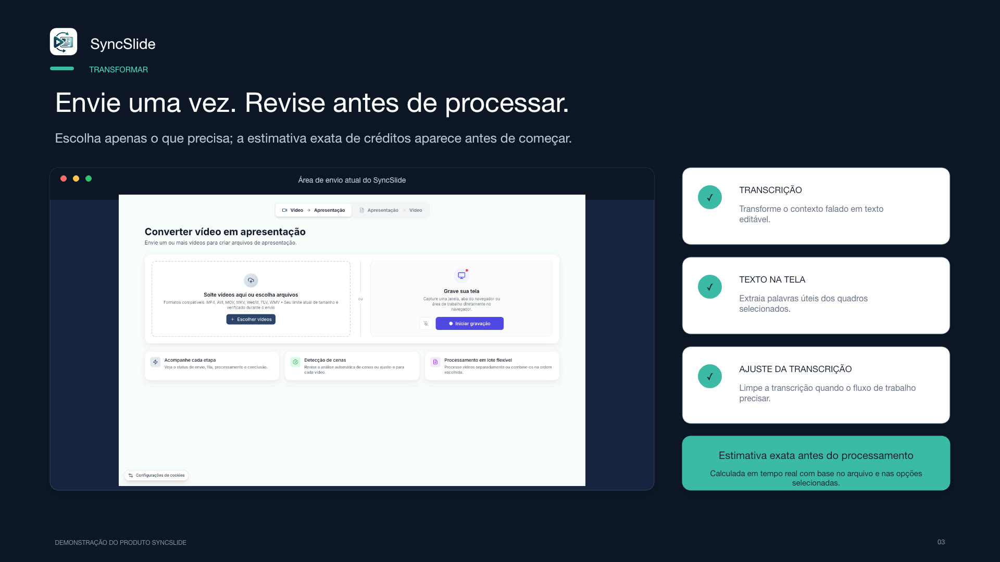 SyncSlide
TRANSFORMAR
Envie uma vez. Revise antes de processar.
Escolha apenas o que precisa; a estimativa exata de créditos aparece antes de começar.
Área de envio atual do SyncSlide
Vídeo → Apresentação
Apresentação → Vídeo
Converter vídeo em apresentação
Envie um ou mais vídeos para criar arquivos de apresentação.
Solte vídeos aqui ou escolha arquivos
Formatos compatíveis: MP4, AVI, MOV, MKV, WebM, FLV, WMV • Seu limite atual de tamanho é
verificado durante o envio
+ Escolher vídeos
ou
Grave sua tela
Capture uma janela, aba do navegador ou
área de trabalho diretamente no
navegador.
Iniciar gravação
Acompanhe cada etapa
Veja o status de envio, fila, processamento e conclusão.
Detecção de cenas
Revise a análise automática de cenas ou ajuste-a para
cada vídeo.
Processamento em lote flexível
Processe vídeos separadamente ou combine-os na ordem
escolhida.
Configurações de cookies
TRANSCRIÇÃO
Transforme o contexto falado em texto
editável.
TEXTO NA TELA
Extraia palavras úteis dos quadros
selecionados.
AJUSTE DA TRANSCRIÇÃO
Limpe a transcrição quando o fluxo de trabalho
precisar.
Estimativa exata antes do processamento
Calculada em tempo real com base no arquivo e nas opções
selecionadas.
DEMONSTRAÇÃO DO PRODUTO SYNCSLIDE
03